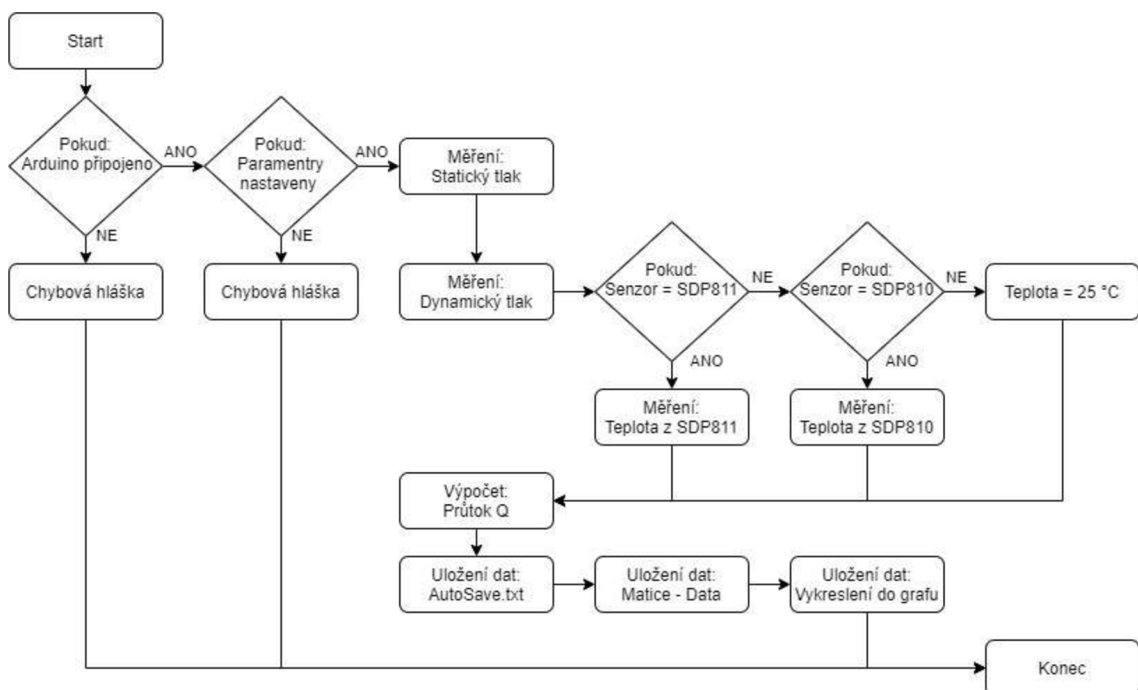 Start
Pokud:
Arduino připojeno
ANO
Pokud:
Paramentry
nastaveny
ANO
Měření:
Statický tlak
NE
NE
Chybová hláška
Chybová hláška
Měření:
Dynamický tlak
Pokud:
Senzor = SDP811
NE
Pokud:
Senzor = SDP810
NE
Teplota = 25 °C
ANO
ANO
Měření:
Teplota z SDP811
Měření:
Teplota z SDP810
Výpočet:
Průtok Q
Uložení dat:
AutoSave.txt
Uložení dat:
Matice - Data
Uložení dat:
Vykreslení do grafu
Konec